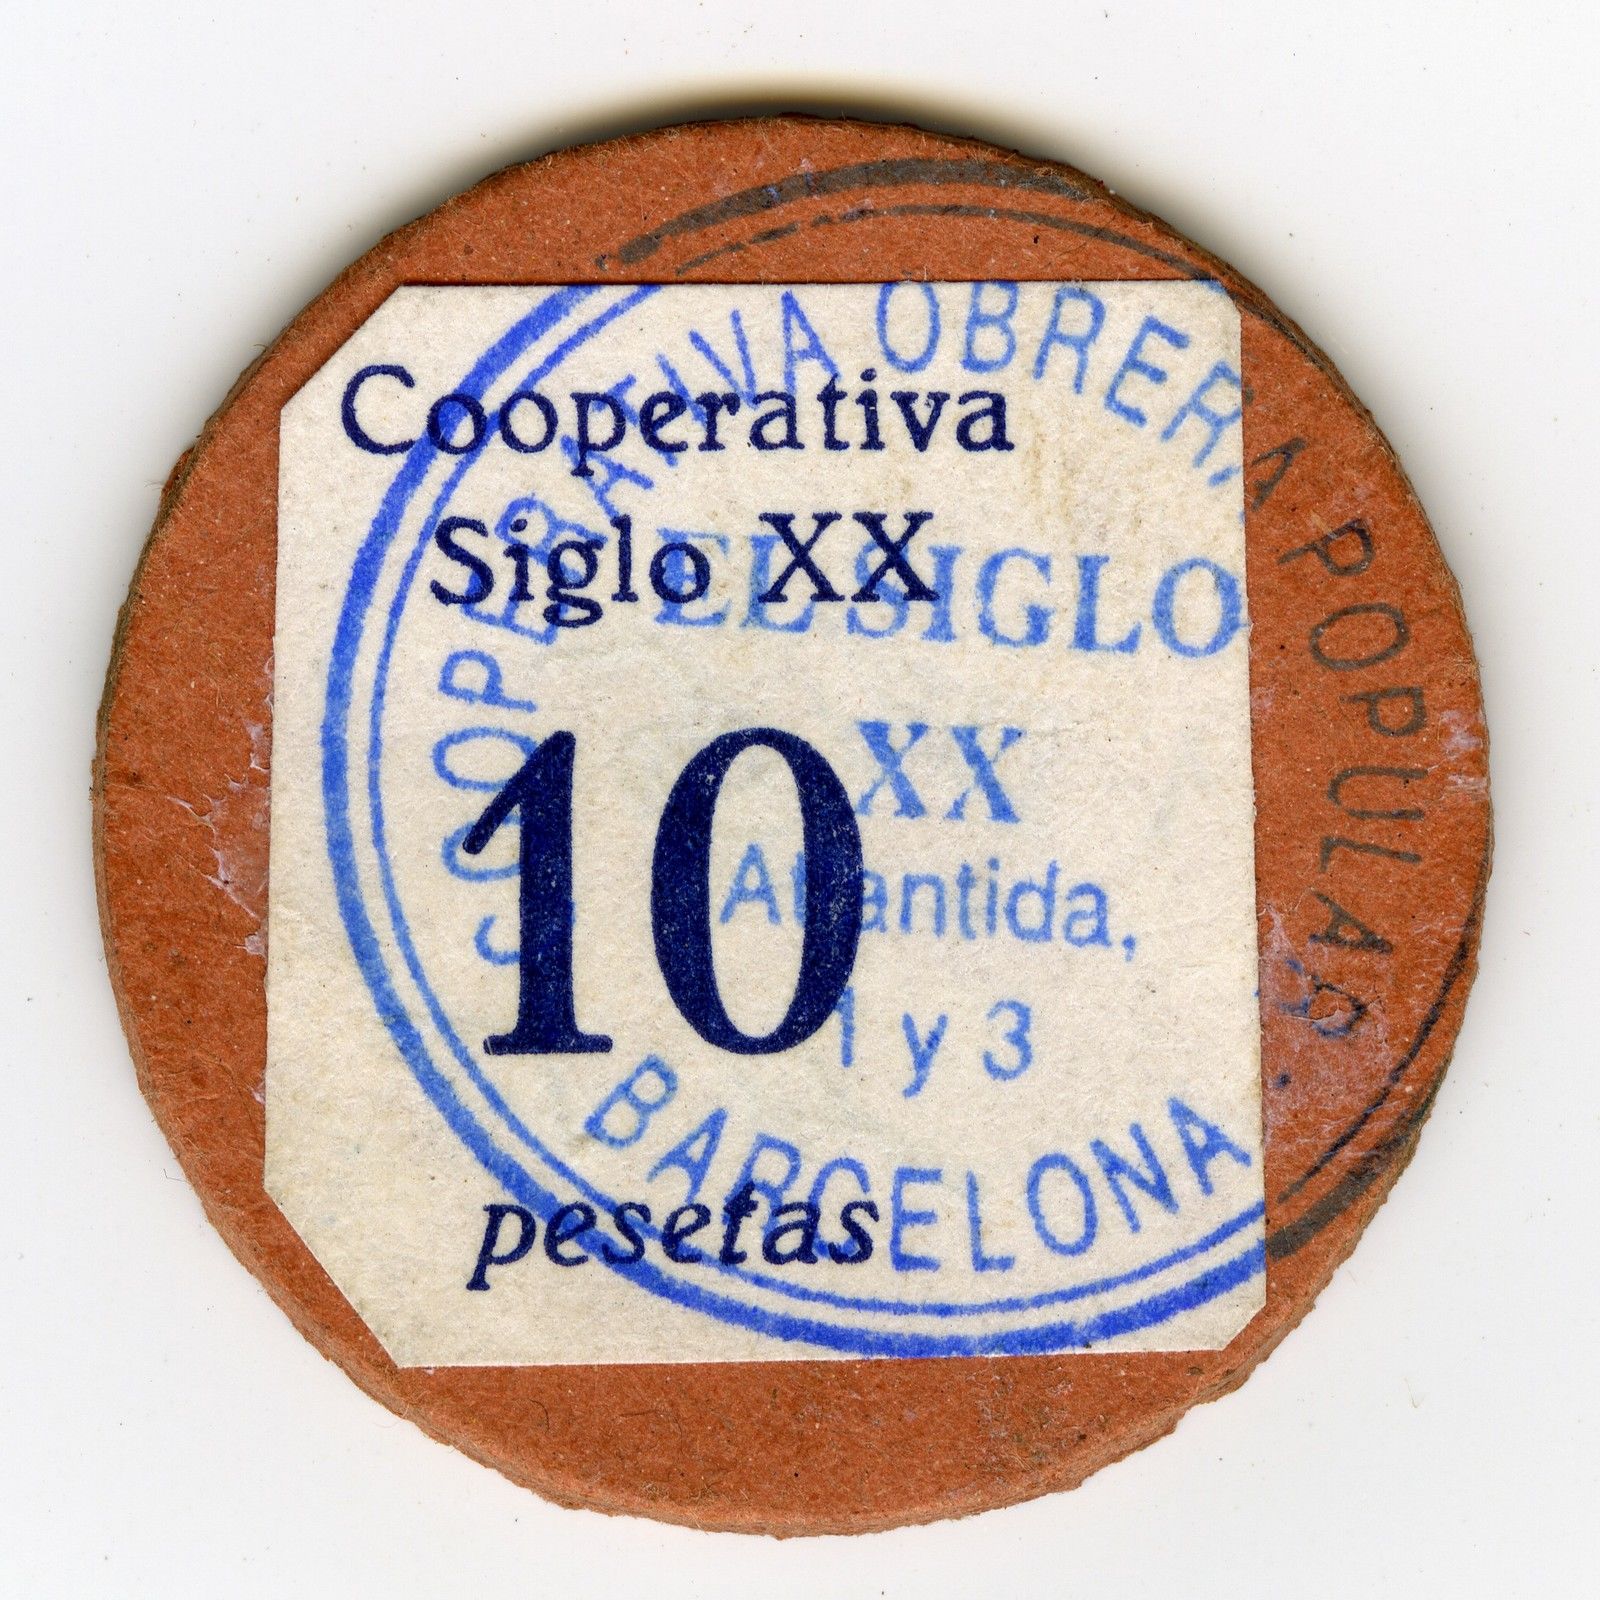 Cooperativa
Siglo XX
10
pesetas
COOPERATIVA OBRERA POPULAR
EL SIGLO
XX
Atlantida,
1 y 3
BARCELONA